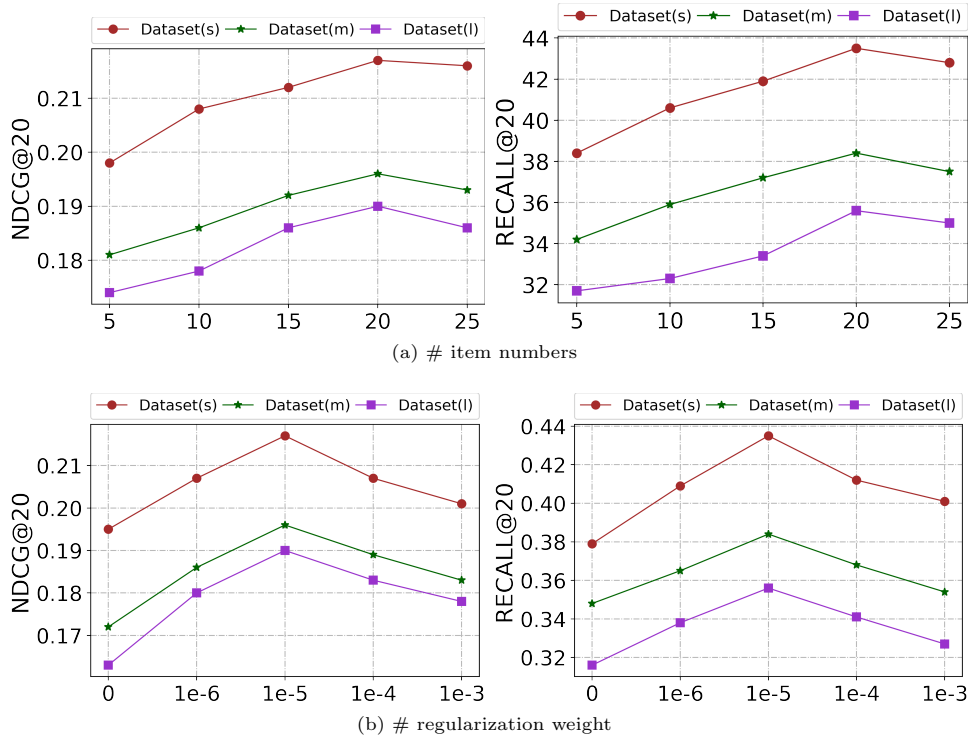 Dataset(s) Dataset(m) Dataset(l)
NDCG@20
0.21
0.20
0.19
0.18
5 10 15 20 25
Dataset(s) Dataset(m) Dataset(l)
RECALL@20
44
42
40
38
36
34
32
5 10 15 20 25
(a) # item numbers
Dataset(s) Dataset(m) Dataset(l)
NDCG@20
0.21
0.20
0.19
0.18
0.17
0 1e-6 1e-5 1e-4 1e-3
Dataset(s) Dataset(m) Dataset(l)
RECALL@20
0.44
0.42
0.40
0.38
0.36
0.34
0.32
0 1e-6 1e-5 1e-4 1e-3
(b) # regularization weight